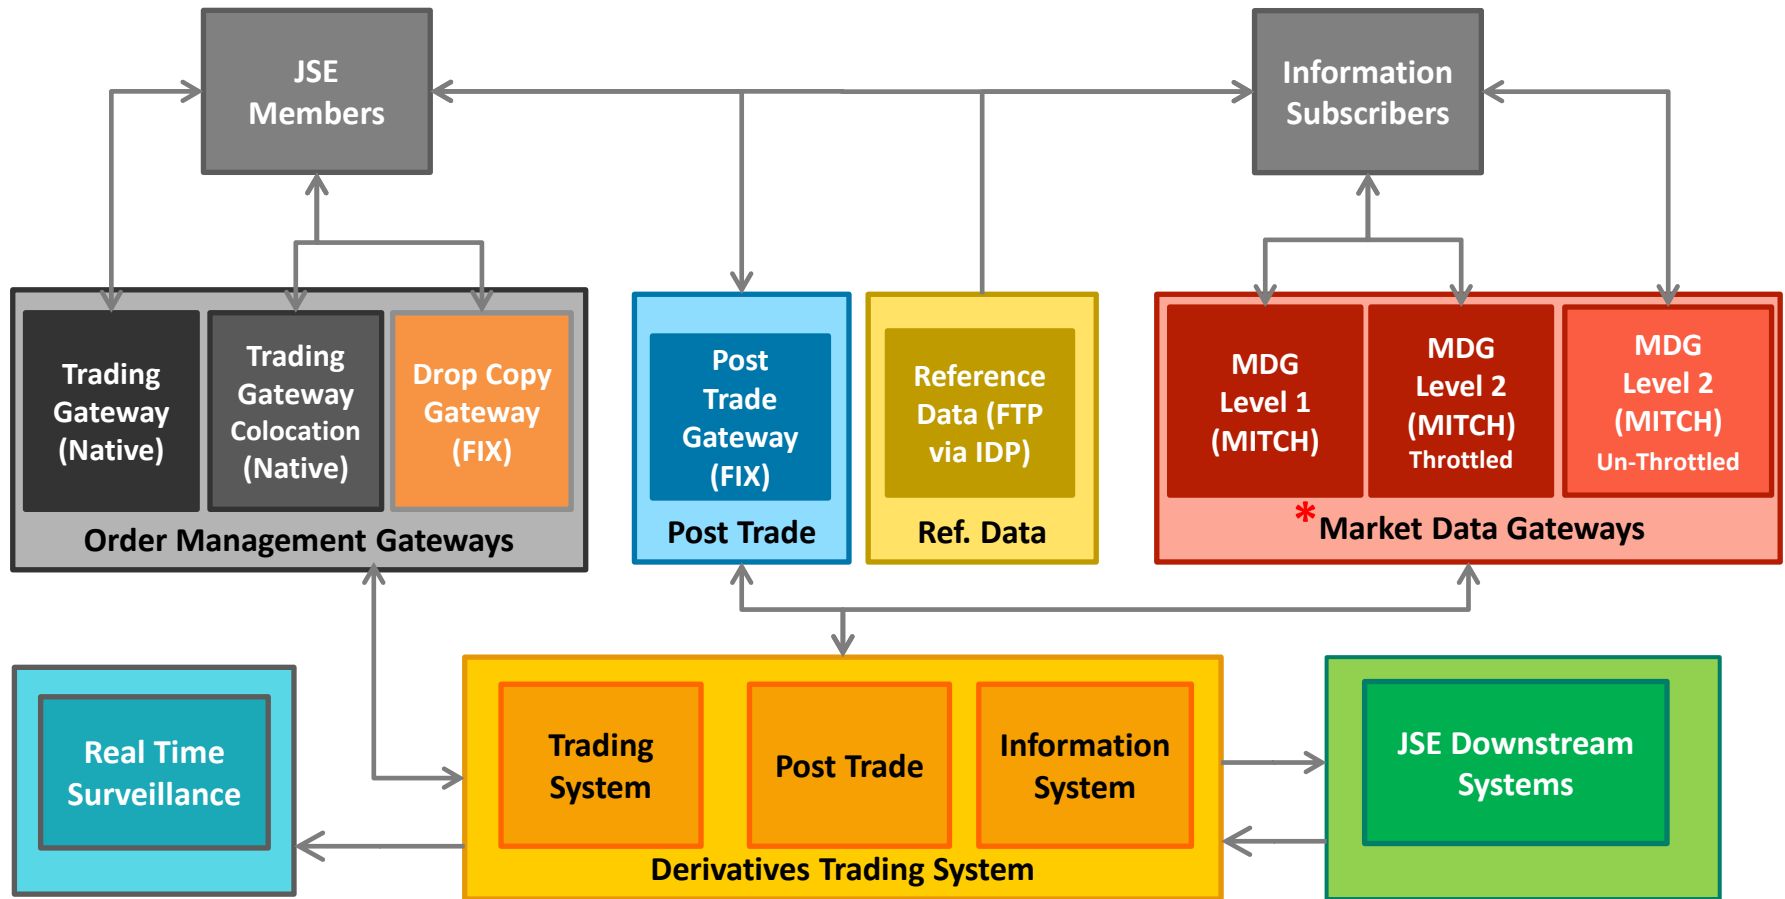 JSE
Members
Information
Subscribers
Trading
Gateway
(Native)
Trading
Gateway
Colocation
(Native)
Drop Copy
Gateway
(FIX)
Order Management Gateways
Post
Trade
Gateway
(FIX)
Post Trade
Reference
Data (FTP
via IDP)
Ref. Data
MDG
Level 1
(MITCH)
MDG
Level 2
(MITCH)
Throttled
MDG
Level 2
(MITCH)
Un-Throttled
*Market Data Gateways
Real Time
Surveillance
Trading
System
Post Trade
Information
System
Derivatives Trading System
JSE Downstream
Systems